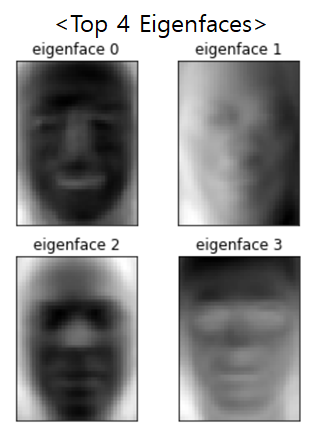 <Top 4 Eigenfaces>
eigenface 0
eigenface 1
eigenface 2
eigenface 3